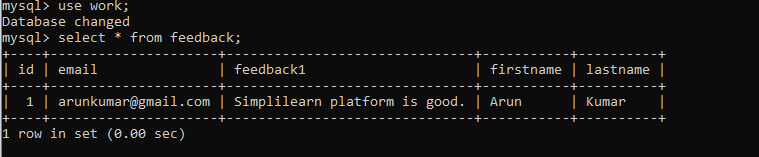 mysql> use work;
Database changed
mysql> select * from feedback;
+----+---------------------+------------------------------+-----------+----------+
| id | email               | feedback1                    | firstname | lastname |
+----+---------------------+------------------------------+-----------+----------+
|  1 | arunkumar@gmail.com | Simplilearn platform is good. | Arun      | Kumar    |
+----+---------------------+------------------------------+-----------+----------+
1 row in set (0.00 sec)